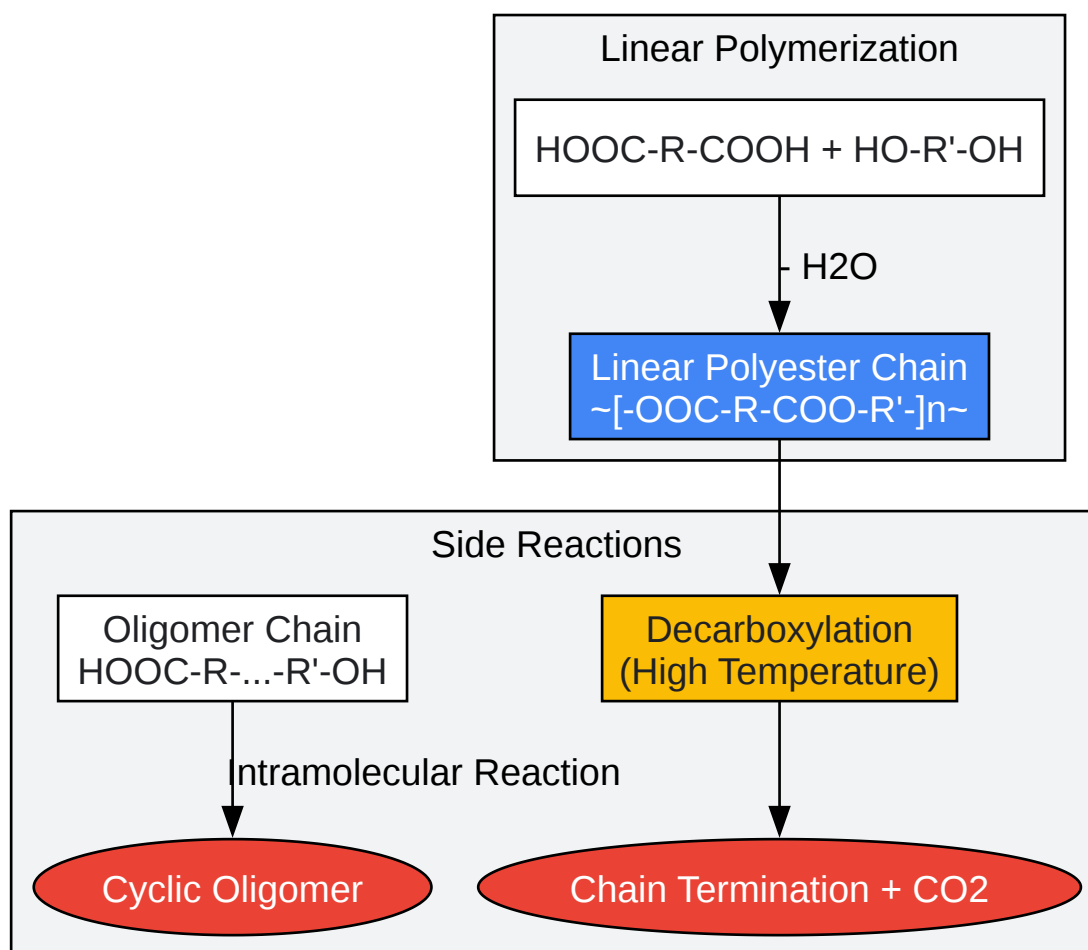 Linear Polymerization
HOOC-R-COOH + HO-R'-OH
- H2O
Linear Polyester Chain
~[-OOC-R-COO-R'-]n~
Side Reactions
Oligomer Chain
HOOC-R-...-R'-OH
Decarboxylation
(High Temperature)
Intramolecular Reaction
Cyclic Oligomer
Chain Termination + CO2